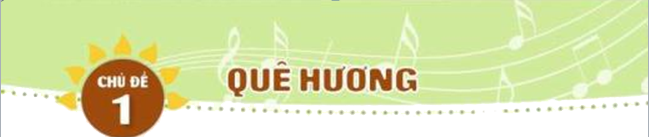 CHỦ ĐỀ
1
QUÊ HƯƠNG